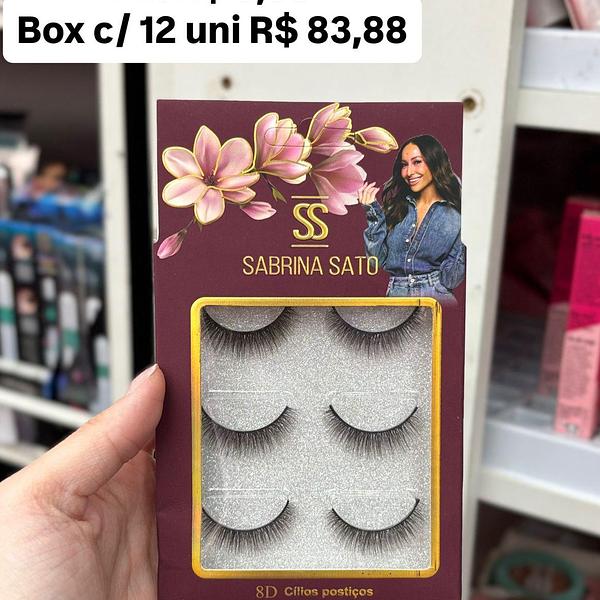 Box c/ 12 uni R$ 83,88
SS
SABRINA SATO
8D Cílios postiços